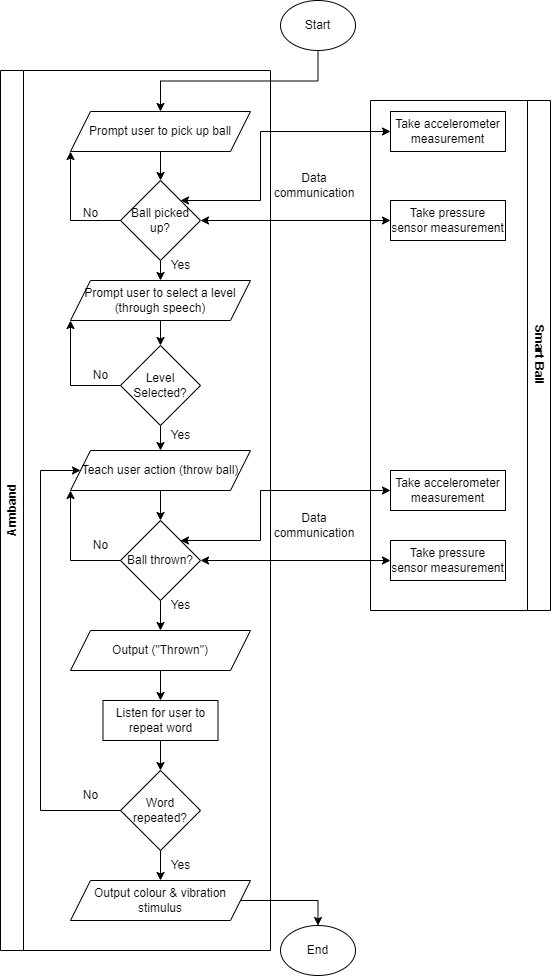 Start
Prompt user to pick up ball
Take accelerometer
measurement
Data
communication
No
Ball picked
up?
Take pressure
sensor measurement
Yes
Prompt user to select a level
(through speech)
Smart Ball
No
Level
Selected?
Yes
Teach user action (throw ball)
Take accelerometer
measurement
Armband
Data
communication
No
Ball thrown?
Take pressure
sensor measurement
Yes
Output ("Thrown")
Listen for user to
repeat word
No
Word
repeated?
Yes
Output colour & vibration
stimulus
End